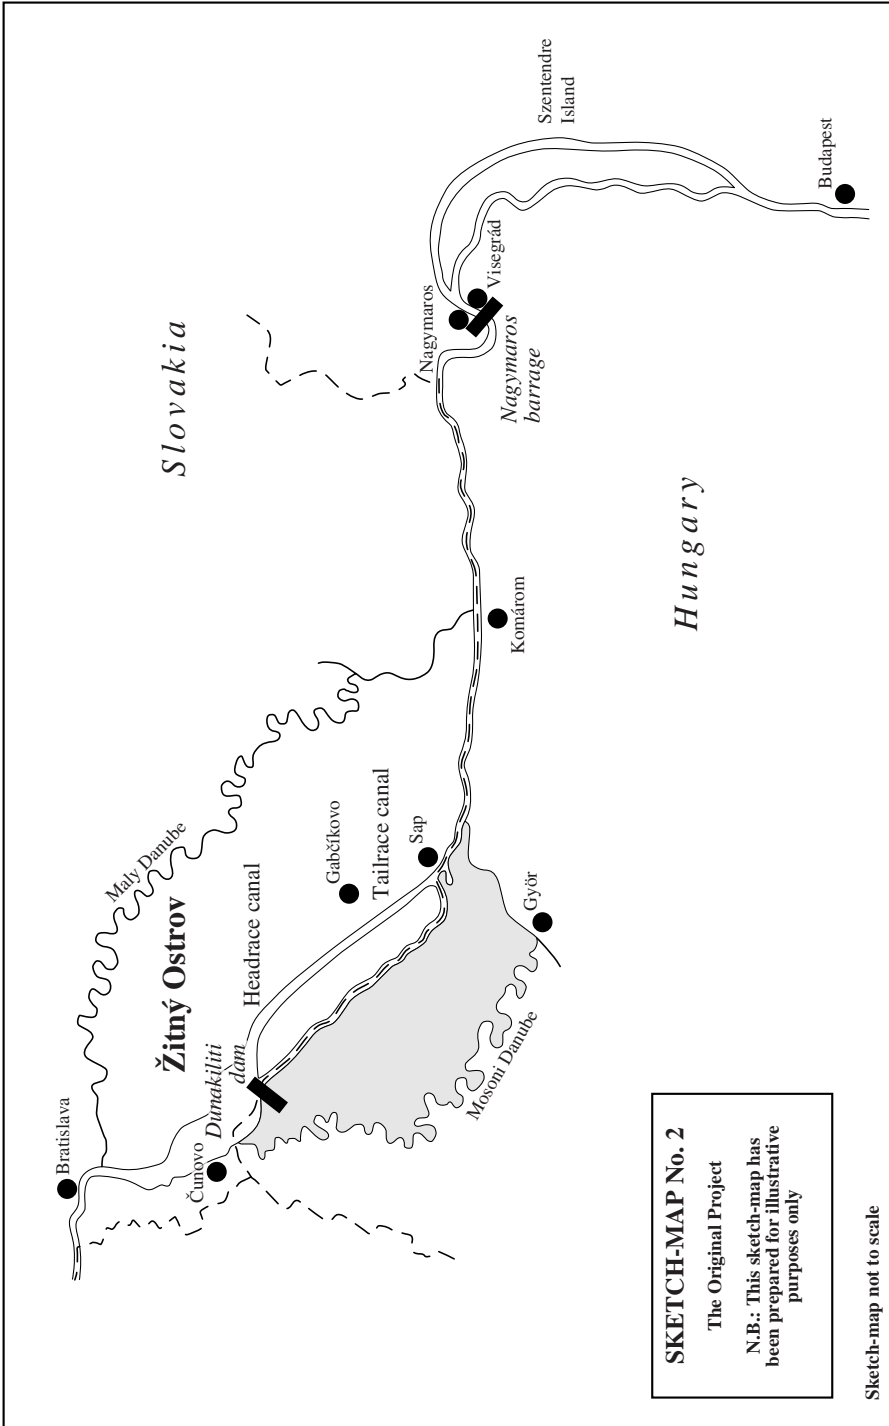 Szentendre
Island
Budapest
Visegrád
Nagymaros
Nagymaros
barrage
Slovakia
Hungary
Komárom
Maly Danube
Žitný Ostrov
Headrace canal
Gabčíkovo
Tailrace canal
Sap
Györ
Dunakiliti
dam
Mosoni Danube
Bratislava
Čunovo
SKETCH-MAP No. 2
The Original Project
N.B.: This sketch-map has
been prepared for illustrative
purposes only
Sketch-map not to scale